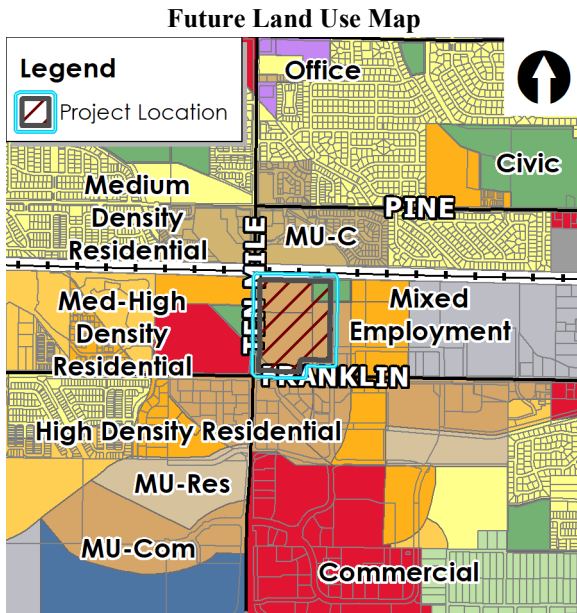 Future Land Use Map
Legend
Project Location
Office
Civic
Medium
Density
Residential
PINE
MU-C
TEN MILE
Med-High
Density
Residential
Mixed
Employment
FRANKLIN
High Density Residential
MU-Res
MU-Com
Commercial